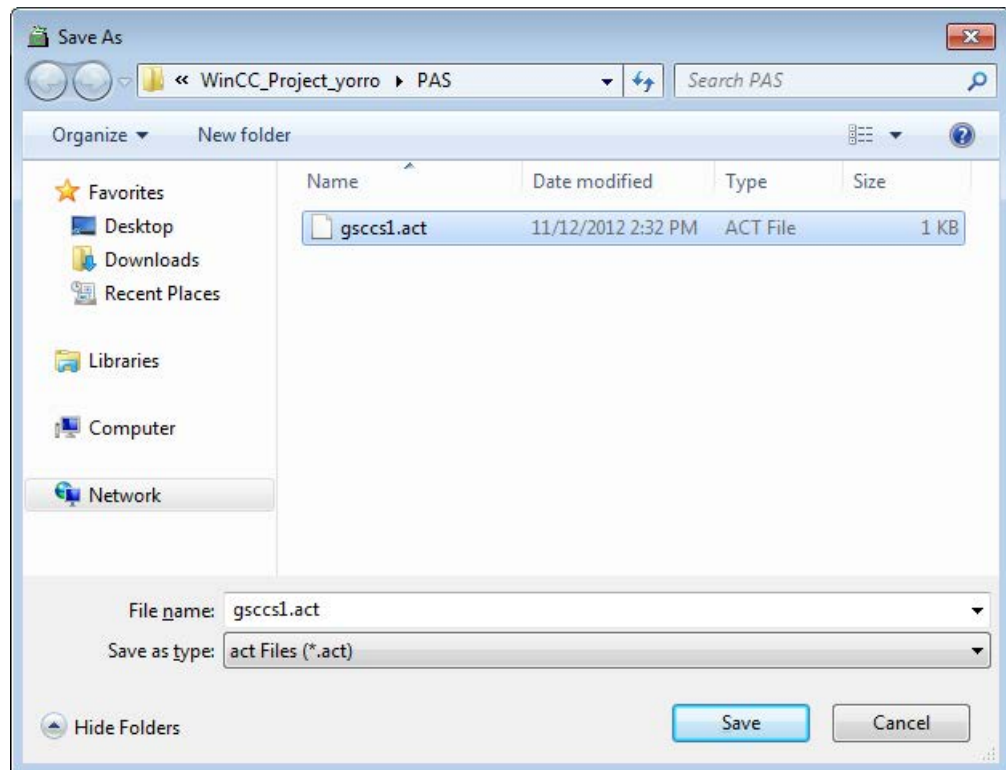 Save As
« WinCC_Project_yorro PAS
Search PAS
Organize New folder
Name Date modified Type Size
gsccs1.act 11/12/2012 2:32 PM ACT File 1 KB
Favorites
Desktop
Downloads
Recent Places
Libraries
Computer
Network
File name: gsccs1.act
Save as type: act Files (*.act)
Hide Folders Save Cancel